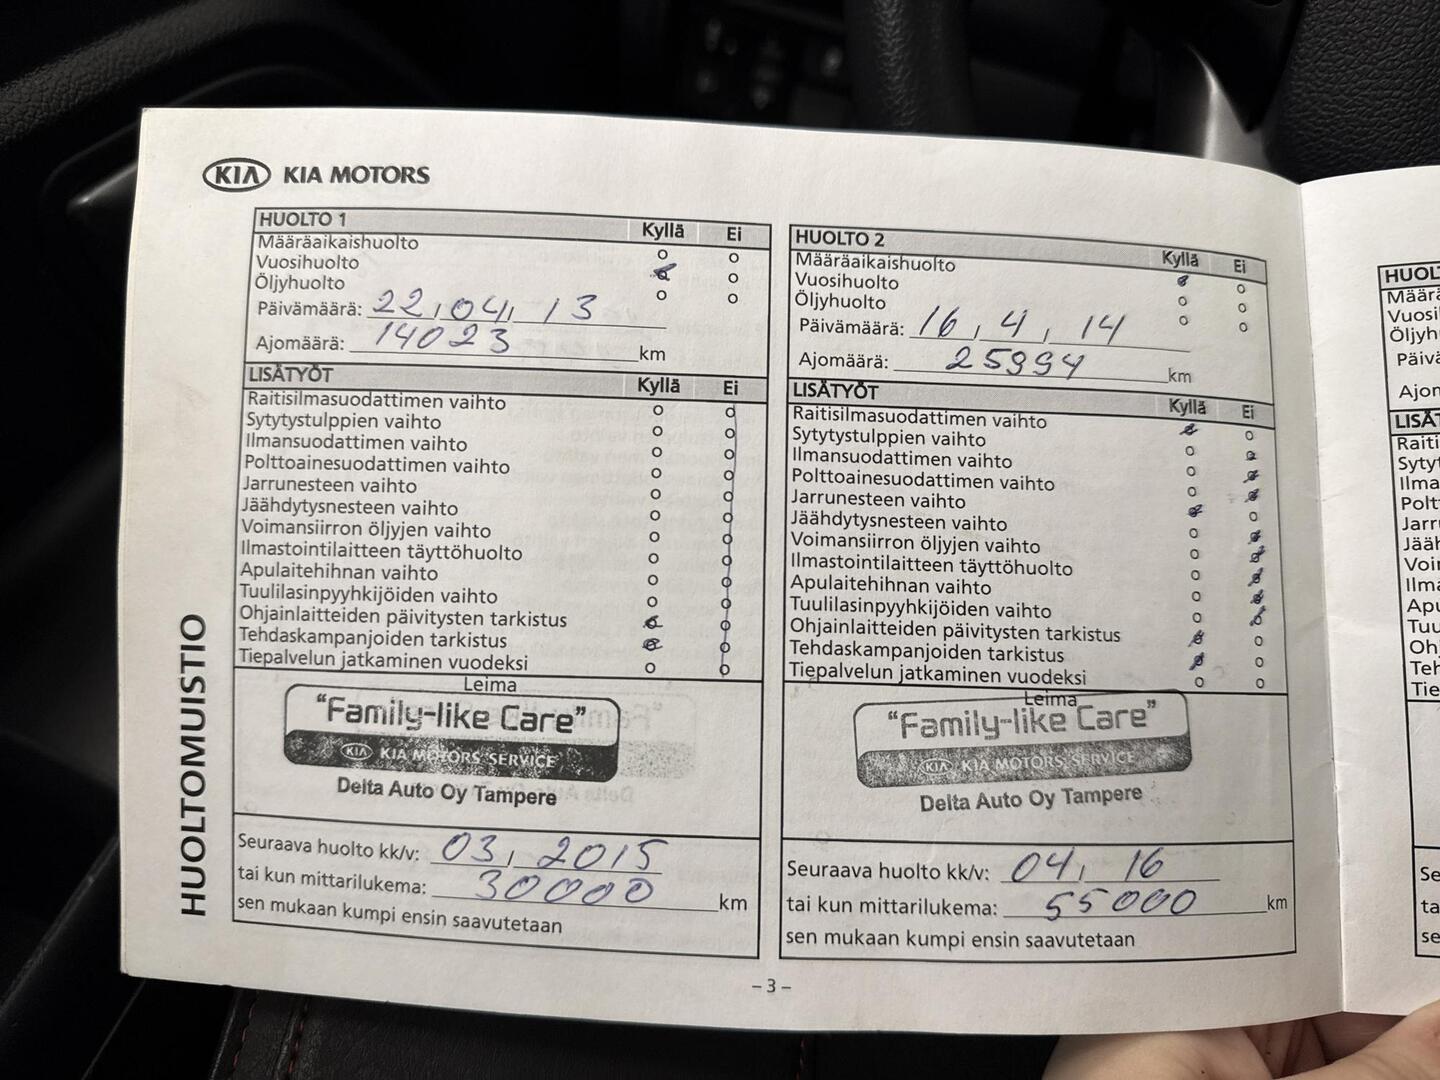 KIA KIA MOTORS
HUOLTOMUISTIO
HUOLTO 1 Kyllä Ei
Määräaikaishuolto
Vuosihuolto
Öljyhuolto
Päivämäärä: 22, 04, 13
Ajomäärä: 14023 km
LISÄTYÖT Kyllä Ei
Raitisilmasuodattimen vaihto
Sytytystulppien vaihto
Ilmansuodattimen vaihto
Polttoainesuodattimen vaihto
Jarrunesteen vaihto
Jäähdytysnesteen vaihto
Voimansiirron öljyjen vaihto
Ilmastointilaitteen täyttöhuolto
Apulaitehihnan vaihto
Tuulilasinpyyhkijöiden vaihto
Ohjainlaitteiden päivitysten tarkistus
Tehdaskampanjoiden tarkistus
Tiepalvelun jatkaminen vuodeksi
Leima
"Family-like Care"
KIA KIA MOTORS SERVICE
Delta Auto Oy Tampere
Seuraava huolto kk/v: 03, 2015
tai kun mittarilukema: 30000 km
sen mukaan kumpi ensin saavutetaan
HUOLTO 2 Kyllä Ei
Määräaikaishuolto
Vuosihuolto
Öljyhuolto
Päivämäärä: 16, 4, 14
Ajomäärä: 25994 km
LISÄTYÖT Kyllä Ei
Raitisilmasuodattimen vaihto
Sytytystulppien vaihto
Ilmansuodattimen vaihto
Polttoainesuodattimen vaihto
Jarrunesteen vaihto
Jäähdytysnesteen vaihto
Voimansiirron öljyjen vaihto
Ilmastointilaitteen täyttöhuolto
Apulaitehihnan vaihto
Tuulilasinpyyhkijöiden vaihto
Ohjainlaitteiden päivitysten tarkistus
Tehdaskampanjoiden tarkistus
Tiepalvelun jatkaminen vuodeksi
Leima
"Family-like Care"
KIA KIA MOTORS SERVICE
Delta Auto Oy Tampere
Seuraava huolto kk/v: 04, 16
tai kun mittarilukema: 55000 km
sen mukaan kumpi ensin saavutetaan
- 3 -